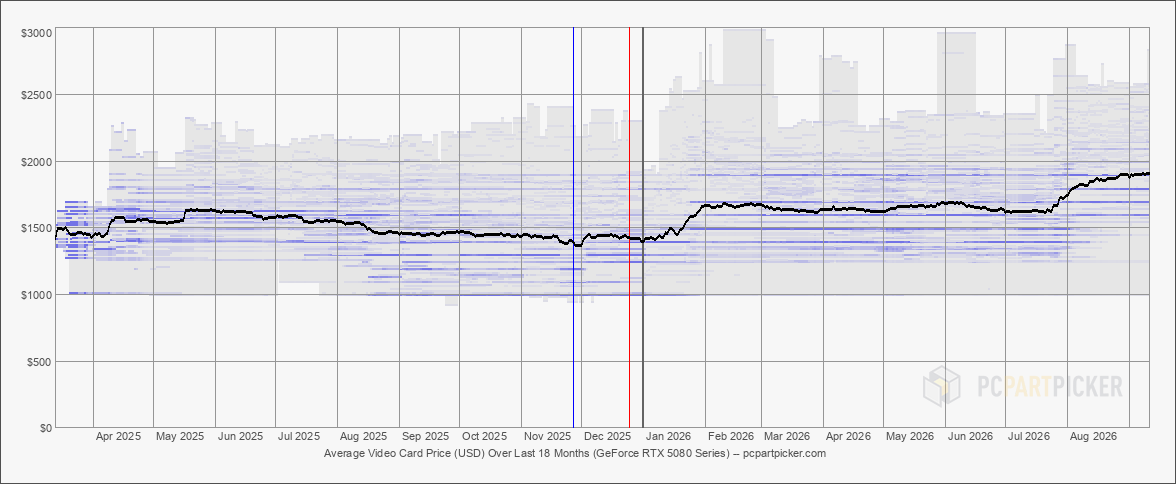 $3000
$2500
$2000
$1500
$1000
$500
$0
PCPARTPICKER
Apr 2025 May 2025 Jun 2025 Jul 2025 Aug 2025 Sep 2025 Oct 2025 Nov 2025 Dec 2025 Jan 2026 Feb 2026 Mar 2026 Apr 2026 May 2026 Jun 2026 Jul 2026 Aug 2026
Average Video Card Price (USD) Over Last 18 Months (GeForce RTX 5080 Series) -- pcpartpicker.com